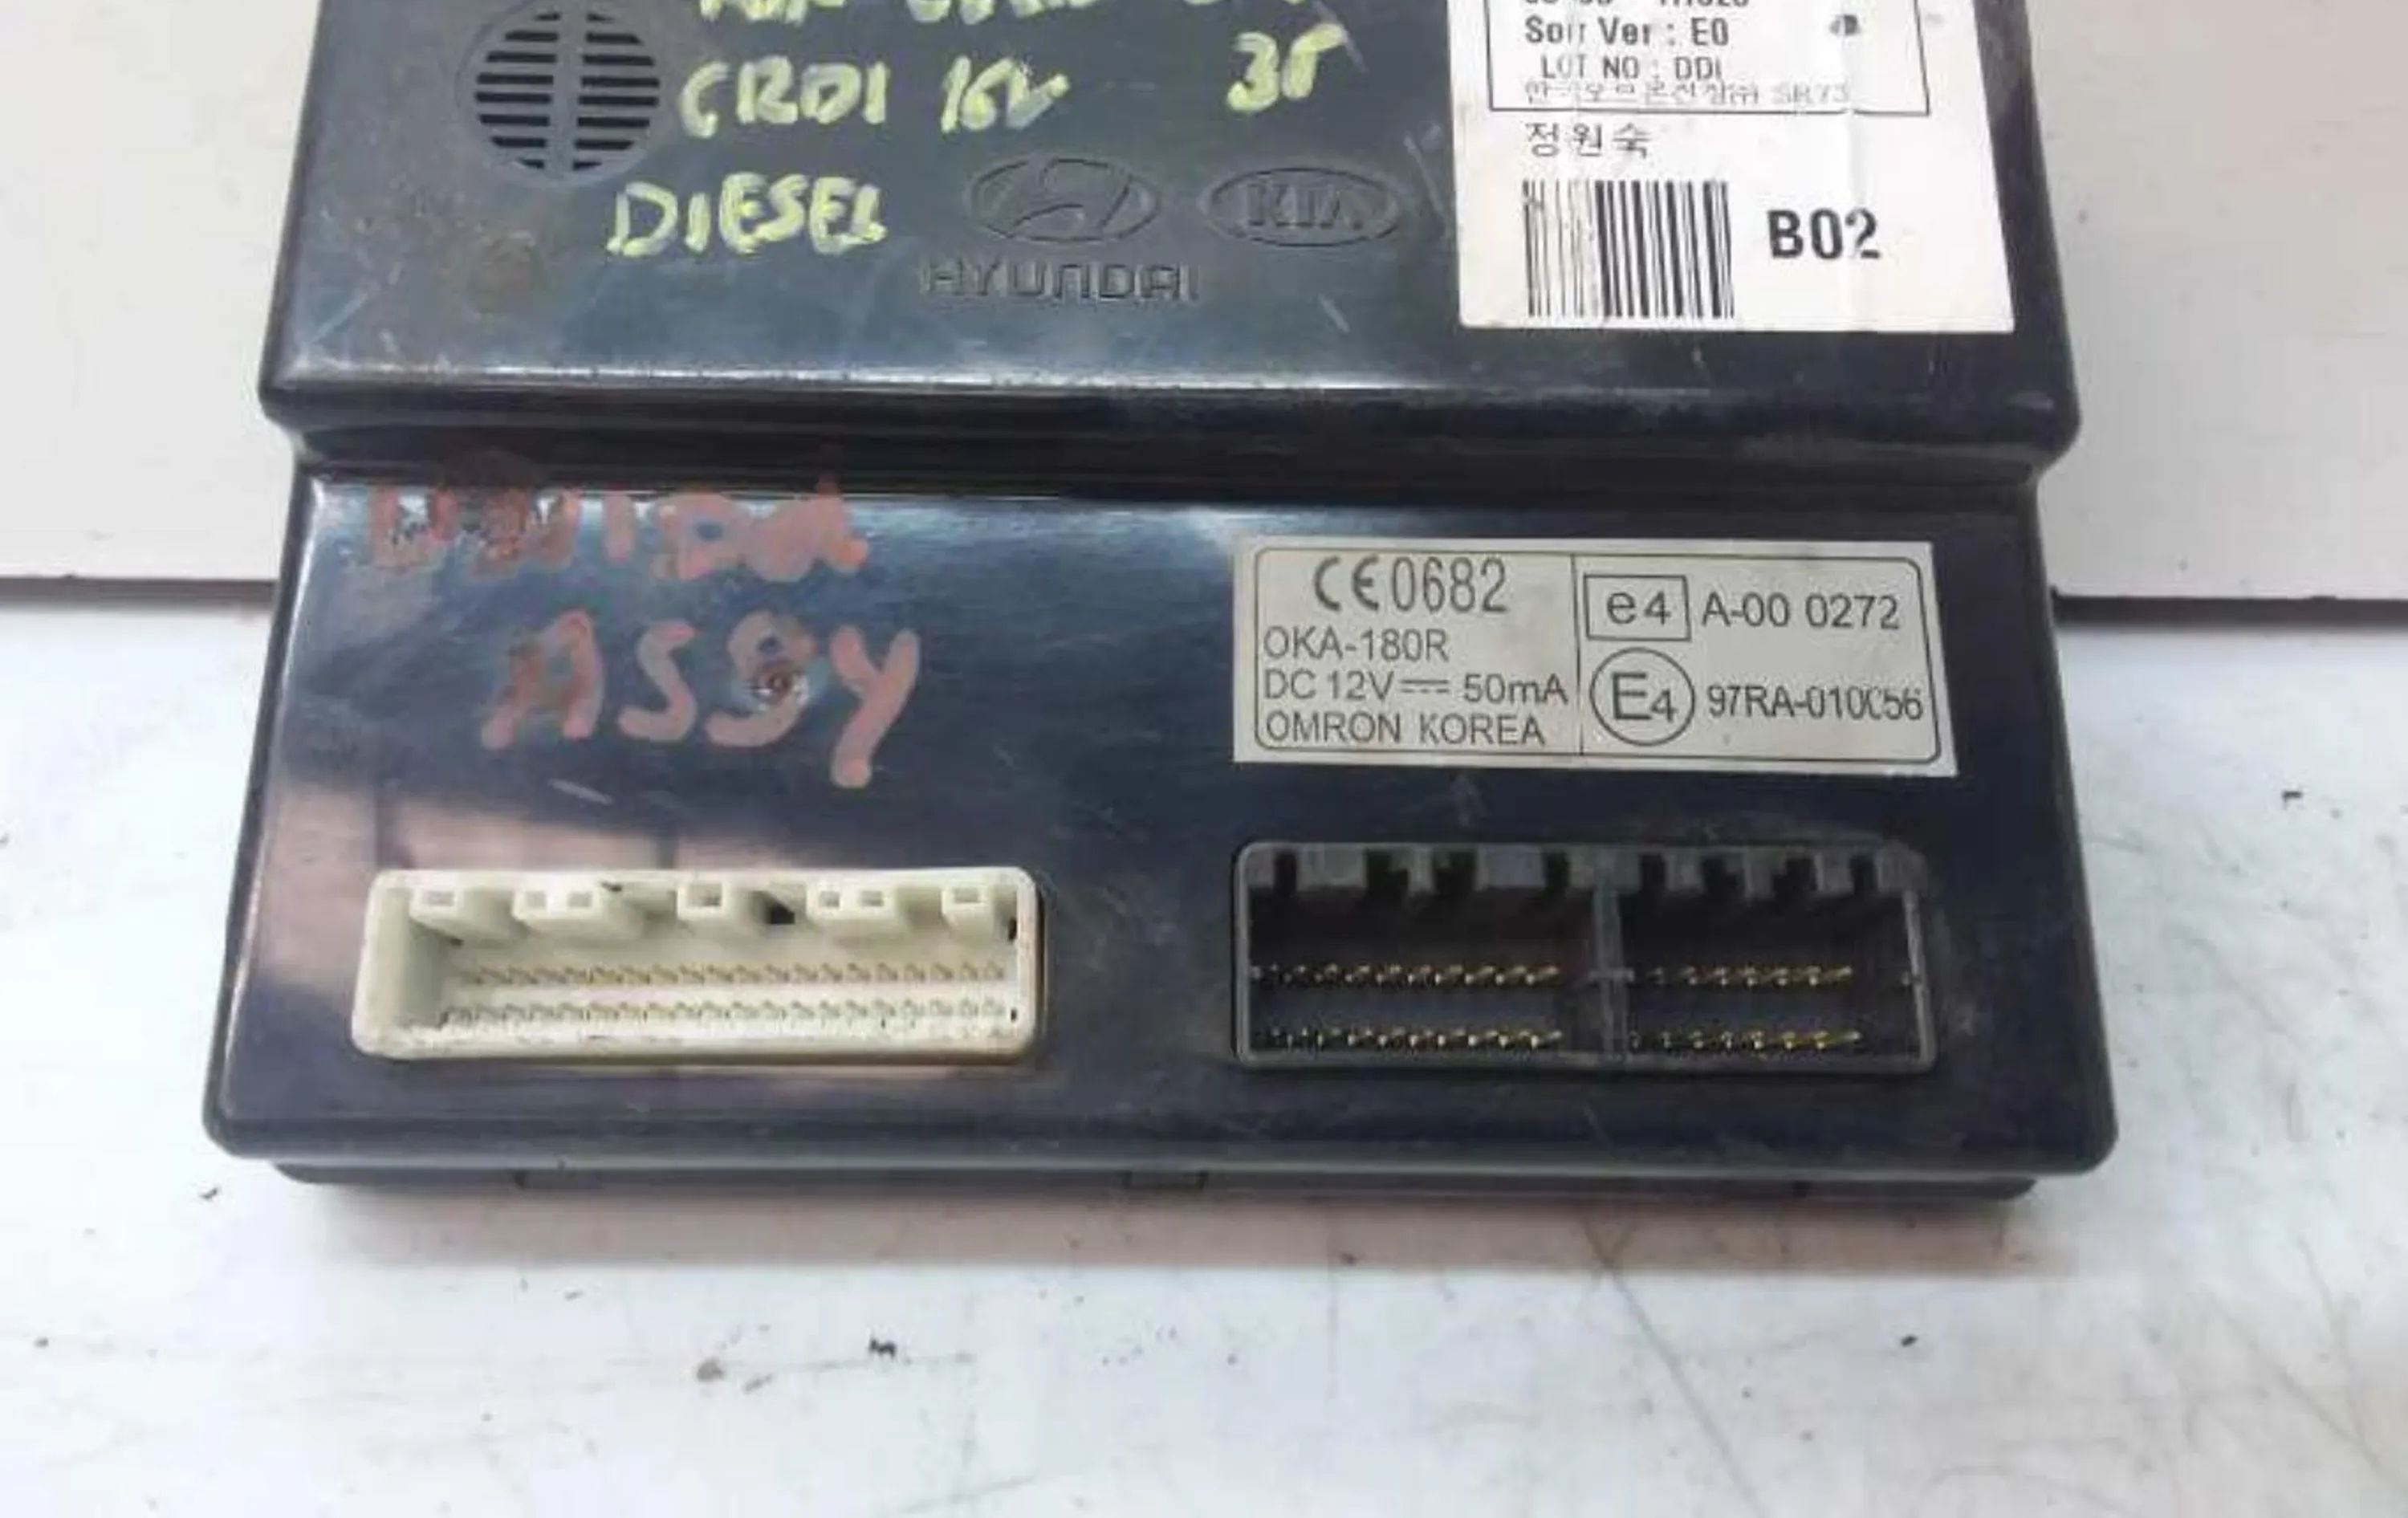 Soft Ver : E0
LOT NO : DDI
정원숙
B02
CRDI 16V
DIESEL
KIA
HYUNDAI
ASSY
CE0682
OKA-180R
DC 12V 50mA
OMRON KOREA
e4 A-00 0272
E4 97RA-010056